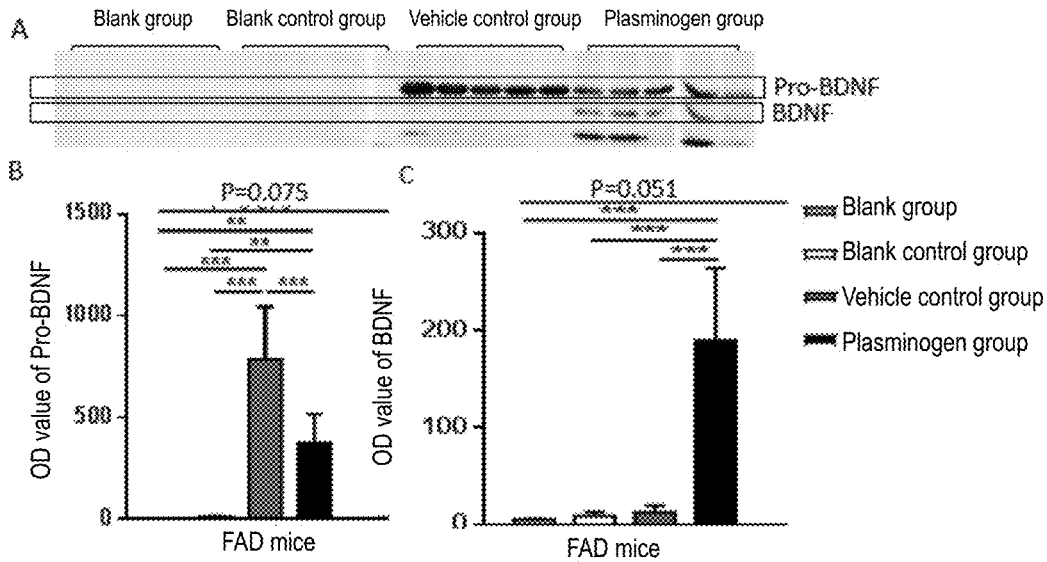 A
Blank group
Blank control group
Vehicle control group
Plasminogen group
Pro-BDNF
BDNF
B
P=0.075
**
**
***
*** ***
1500
1000
500
0
OD value of Pro-BDNF
FAD mice
C
P=0.051
***
***
***
300
200
100
0
OD value of BDNF
FAD mice
Blank group
Blank control group
Vehicle control group
Plasminogen group